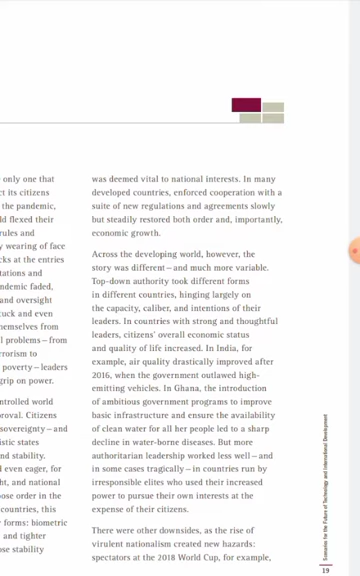 only one that
ct its citizens
the pandemic,
ld flexed their
rules and
y wearing of face
cks at the entries
tations and
ndemic faded,
and oversight
tuck and even
hemselves from
l problems—from
rrorism to
poverty—leaders
grip on power.
ntrolled world
proval. Citizens
sovereignty—and
istic states
nd stability.
d even eager, for
ght, and national
pose order in the
countries, this
r forms: biometric
and tighter
ose stability
was deemed vital to national interests. In many
developed countries, enforced cooperation with a
suite of new regulations and agreements slowly
but steadily restored both order and, importantly,
economic growth.
Across the developing world, however, the
story was different—and much more variable.
Top-down authority took different forms
in different countries, hinging largely on
the capacity, caliber, and intentions of their
leaders. In countries with strong and thoughtful
leaders, citizens' overall economic status
and quality of life increased. In India, for
example, air quality drastically improved after
2016, when the government outlawed high-
emitting vehicles. In Ghana, the introduction
of ambitious government programs to improve
basic infrastructure and ensure the availability
of clean water for all her people led to a sharp
decline in water-borne diseases. But more
authoritarian leadership worked less well—and
in some cases tragically—in countries run by
irresponsible elites who used their increased
power to pursue their own interests at the
expense of their citizens.
There were other downsides, as the rise of
virulent nationalism created new hazards:
spectators at the 2018 World Cup, for example,
Scenarios for the Future of Technology and International Development
19